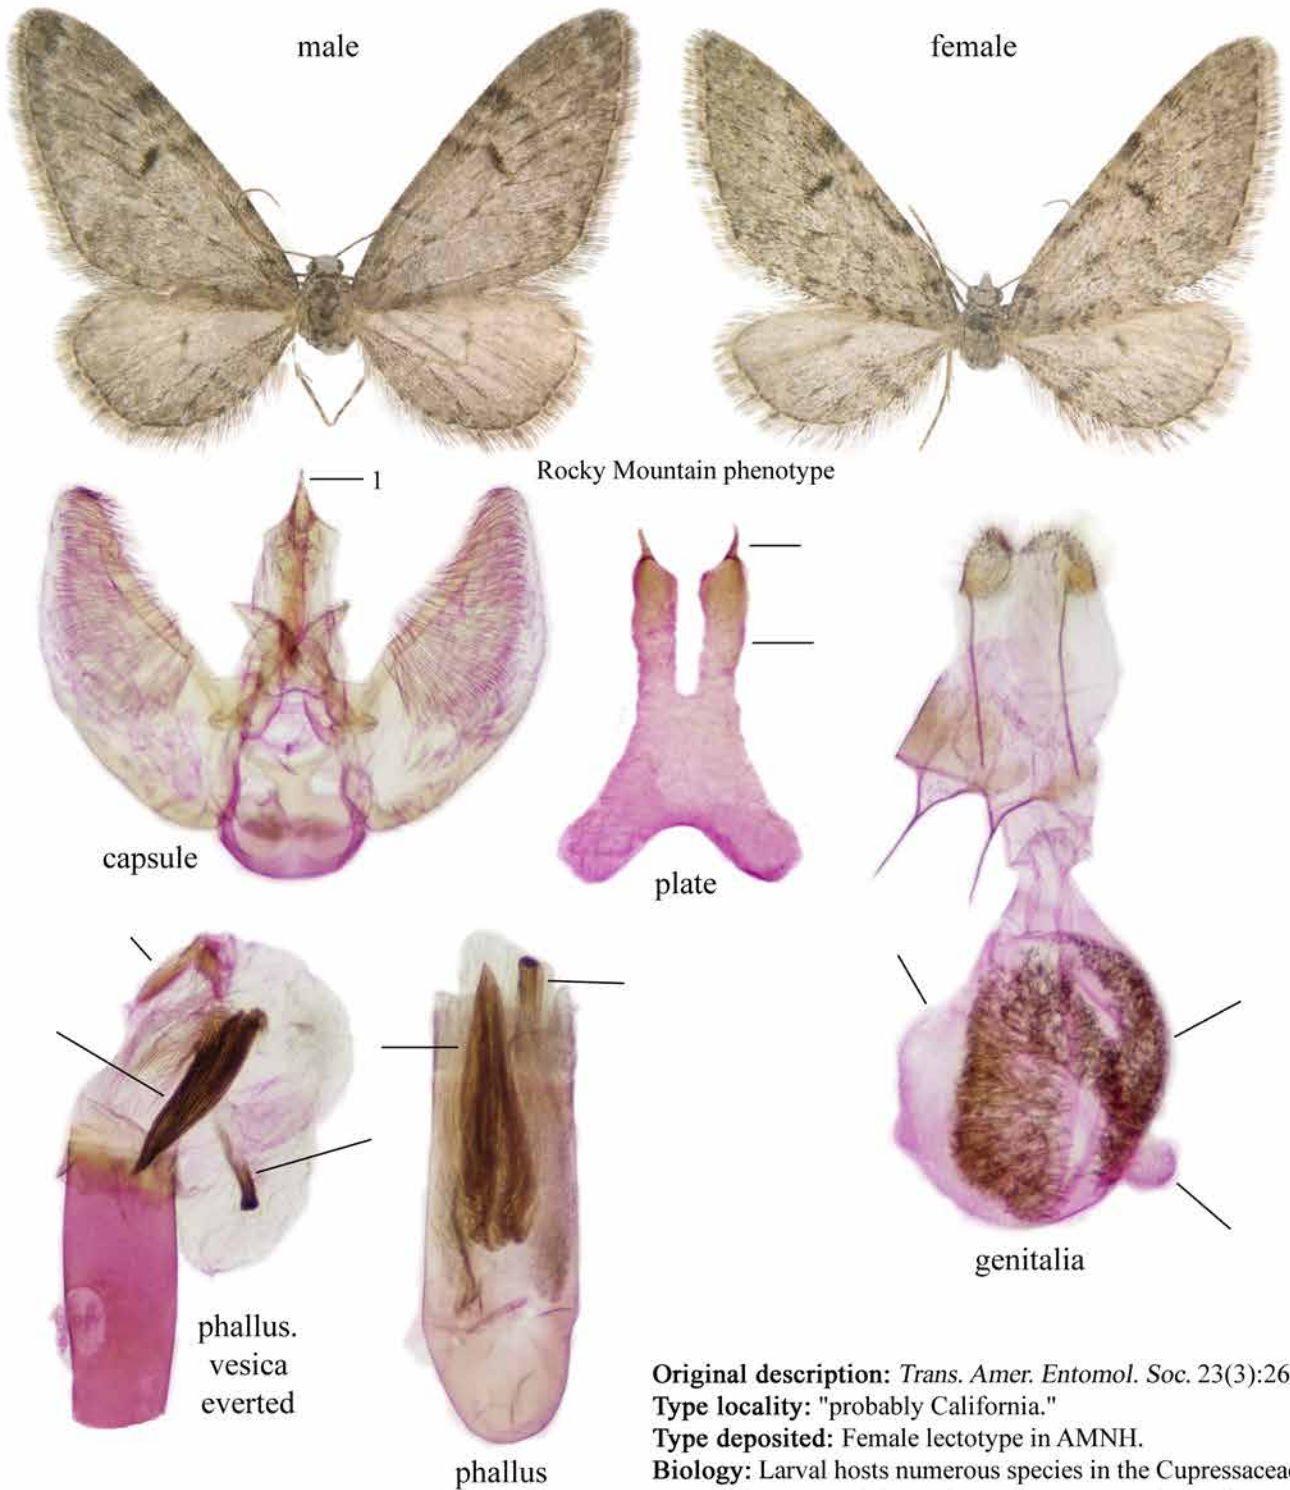 male
female
Rocky Mountain phenotype
1
capsule
plate
genitalia
phallus.
vesica
everted
phallus
Original description: Trans. Amer. Entomol. Soc. 23(3):26
Type locality: "probably California."
Type deposited: Female lectotype in AMNH.
Biology: Larval hosts numerous species in the Cupressacea